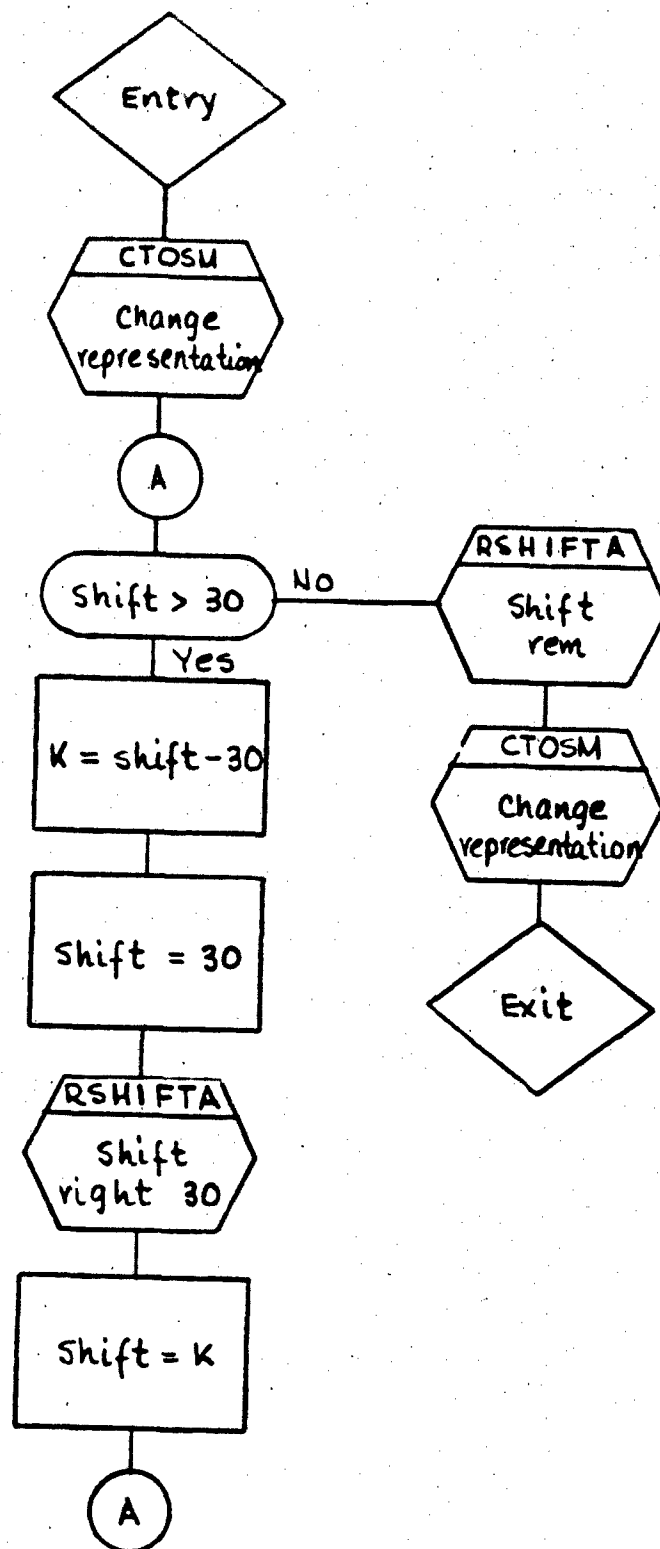 Entry
CTOSM
Change
representation
A
Shift > 30
No
Yes
K = shift - 30
Shift = 30
RSHIFTA
Shift
right 30
Shift = K
A
RSHIFTA
Shift
rem
CTOSM
Change
representation
Exit